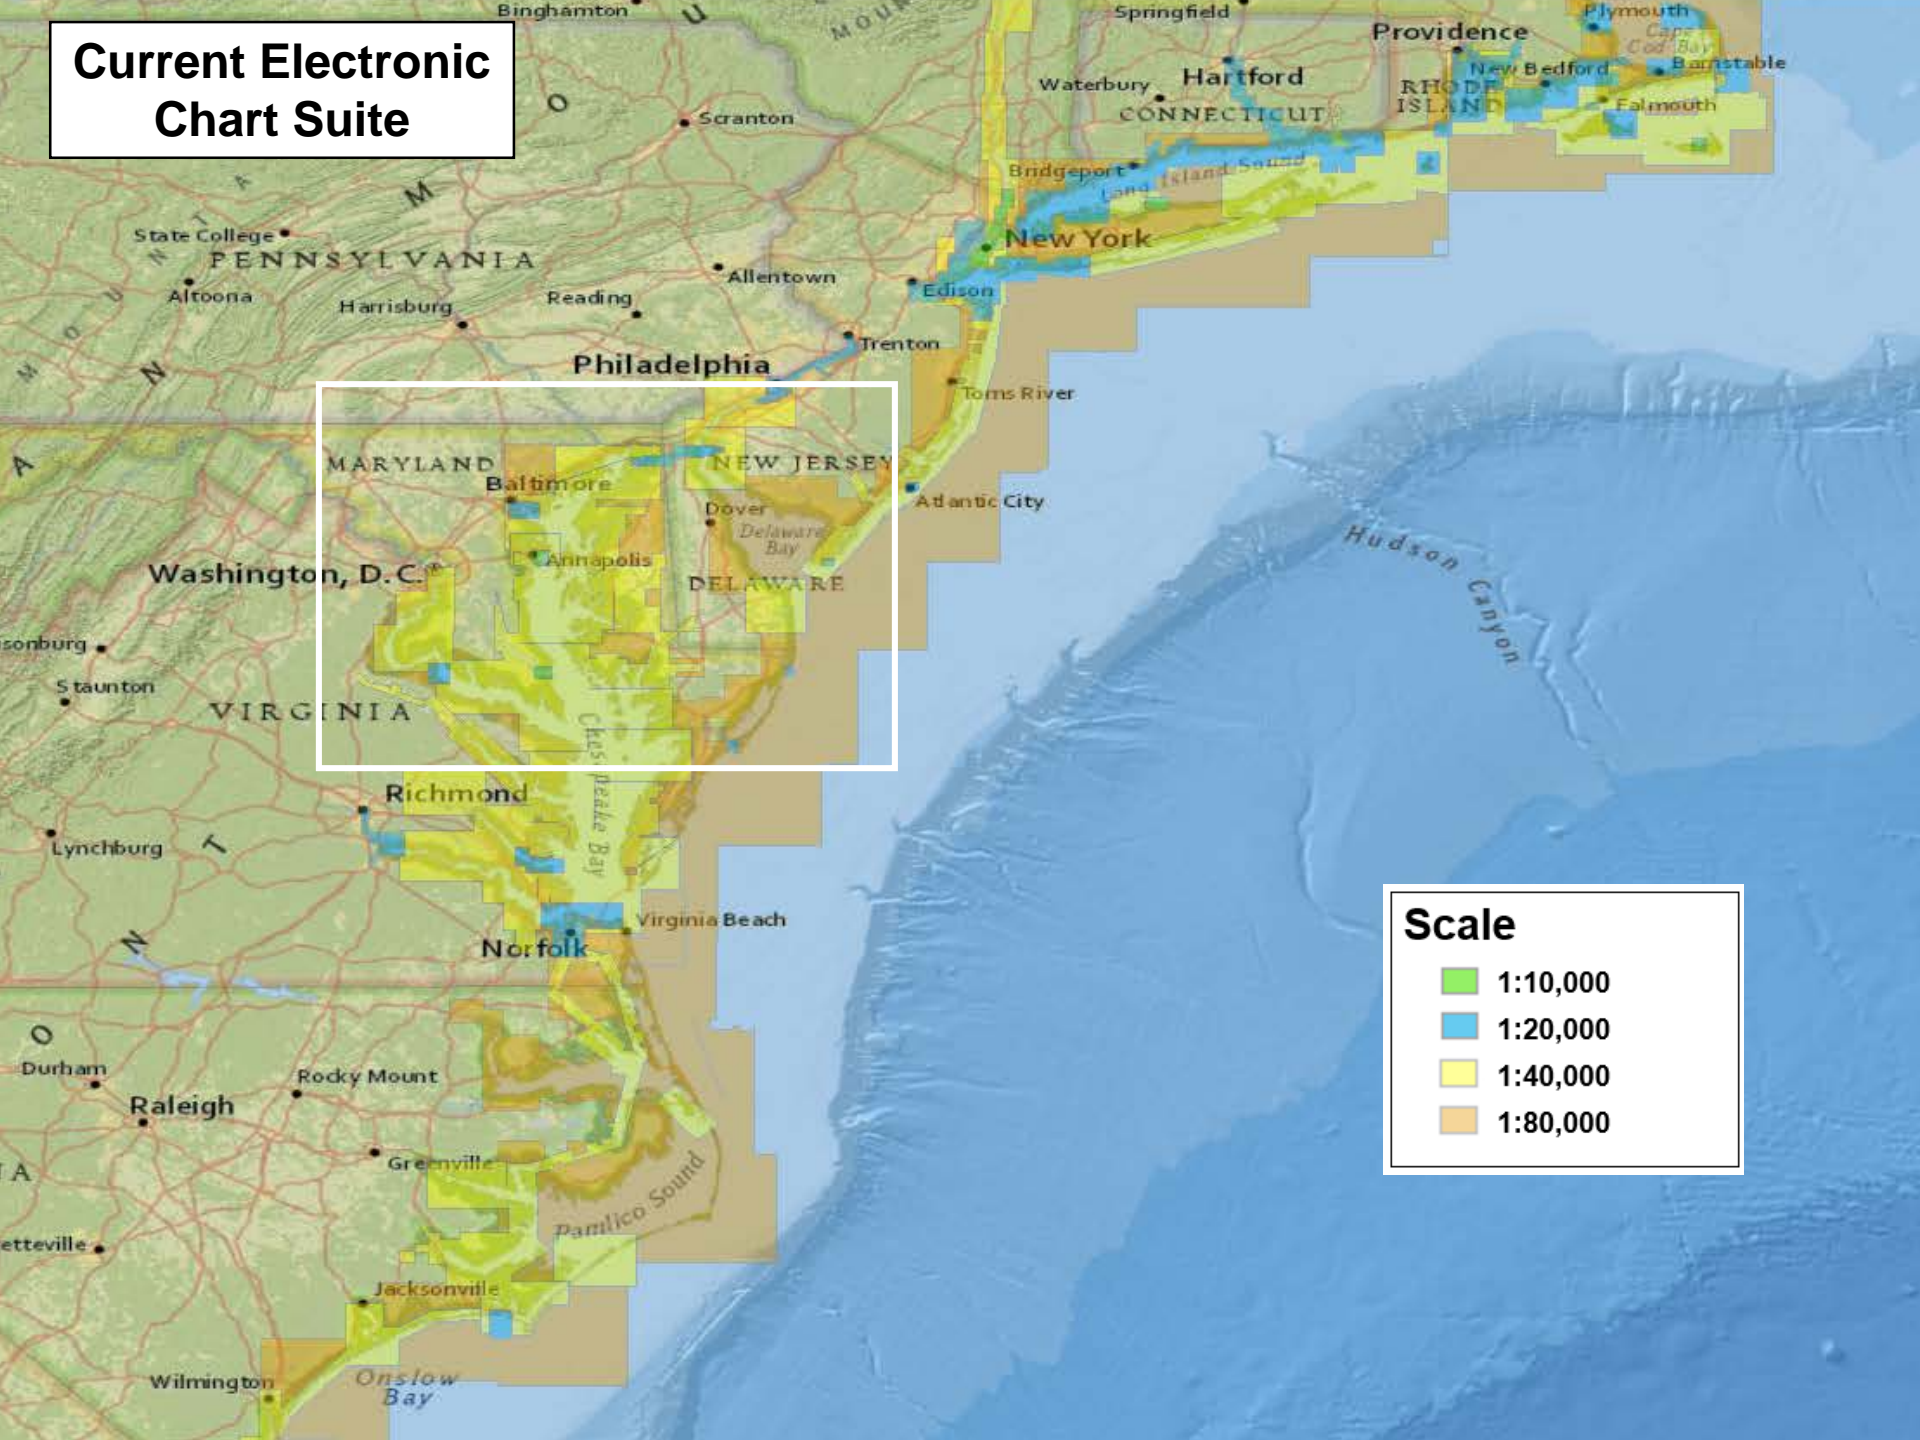 Current Electronic
Chart Suite
Binghamton
Springfield
Plymouth
Providence
Cape
Cod Bay
Barnstable
Waterbury
Hartford
New Bedford
RHODE
ISLAND
CONNECTICUT
Falmouth
Scranton
Bridgeport
Long Island Sound
State College
PENNSYLVANIA
New York
Allentown
Altoona
Harrisburg
Reading
Edison
Trenton
Philadelphia
Toms River
MARYLAND
NEW JERSEY
Baltimore
Dover
Atlantic City
Delaware
Bay
Annapolis
Hudson Canyon
Washington, D.C.
DELAWARE
sonburg
Staunton
VIRGINIA
Chesapeake Bay
Richmond
Lynchburg
Virginia Beach
Norfolk
Scale
1:10,000
1:20,000
1:40,000
1:80,000
Durham
Rocky Mount
Raleigh
Greenville
IA
Pamlico Sound
etteville
Jacksonville
Wilmington
Onslow
Bay